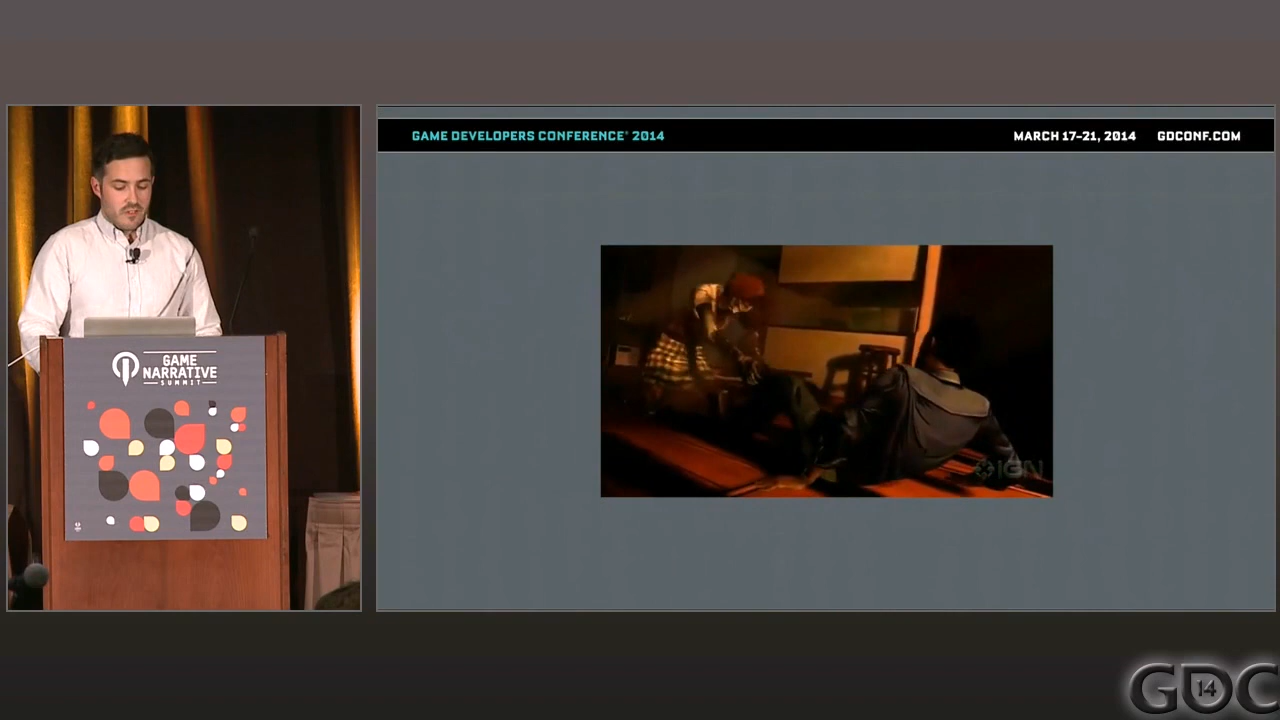 GAME DEVELOPERS CONFERENCE® 2014
MARCH 17-21, 2014 GDCONF.COM
GAME
NARRATIVE
SUMMIT
IGN
GDC
14